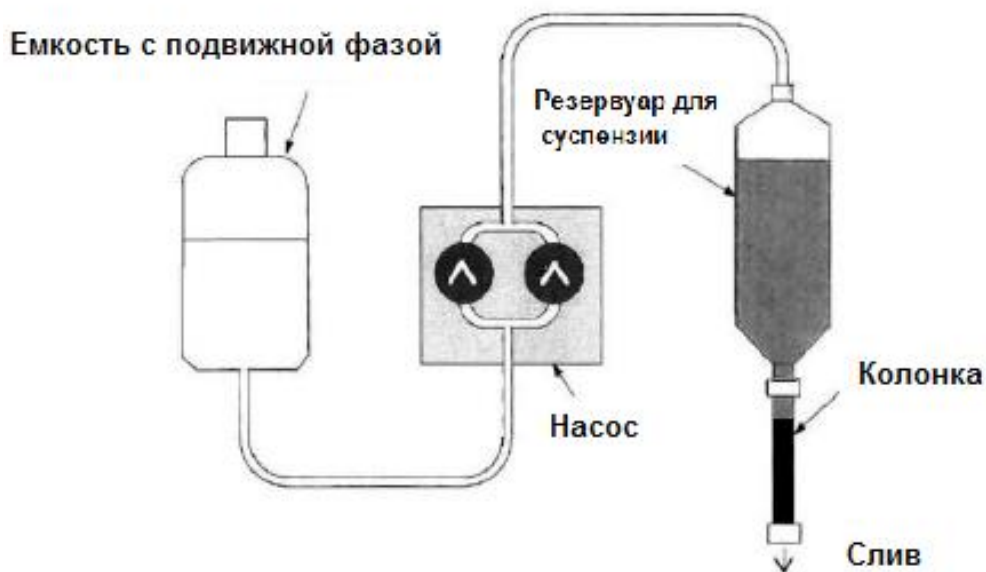 Емкость с подвижной фазой
Резервуар для
суспензии
Колонка
Насос
Слив